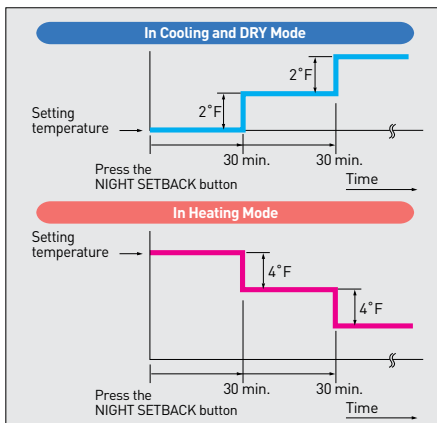 In Cooling and DRY Mode
2˚F
2˚F
Setting
temperature
30 min.
30 min.
Press the
NIGHT SETBACK button
Time
In Heating Mode
Setting
temperature
4˚F
4˚F
30 min.
30 min.
Press the
NIGHT SETBACK button
Time